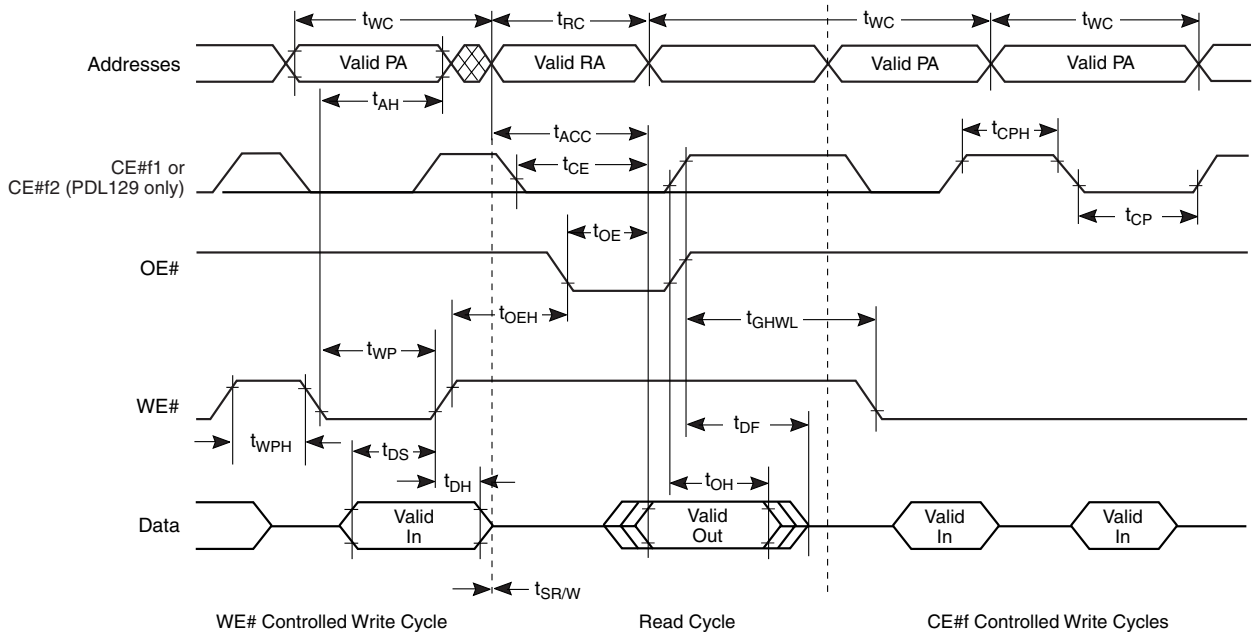 tWC tRC tWC tWC
Addresses Valid PA Valid RA Valid PA Valid PA
tAH
tACC tCPH
CE#f1 or
CE#f2 (PDL129 only)
tCE
tCP
tOE
OE#
tOEH tGHWL
tWP
WE#
tWPH tDS tDF
tDH tOH
Data Valid In Valid Out Valid In Valid In
tSR/W
WE# Controlled Write Cycle Read Cycle CE#f Controlled Write Cycles